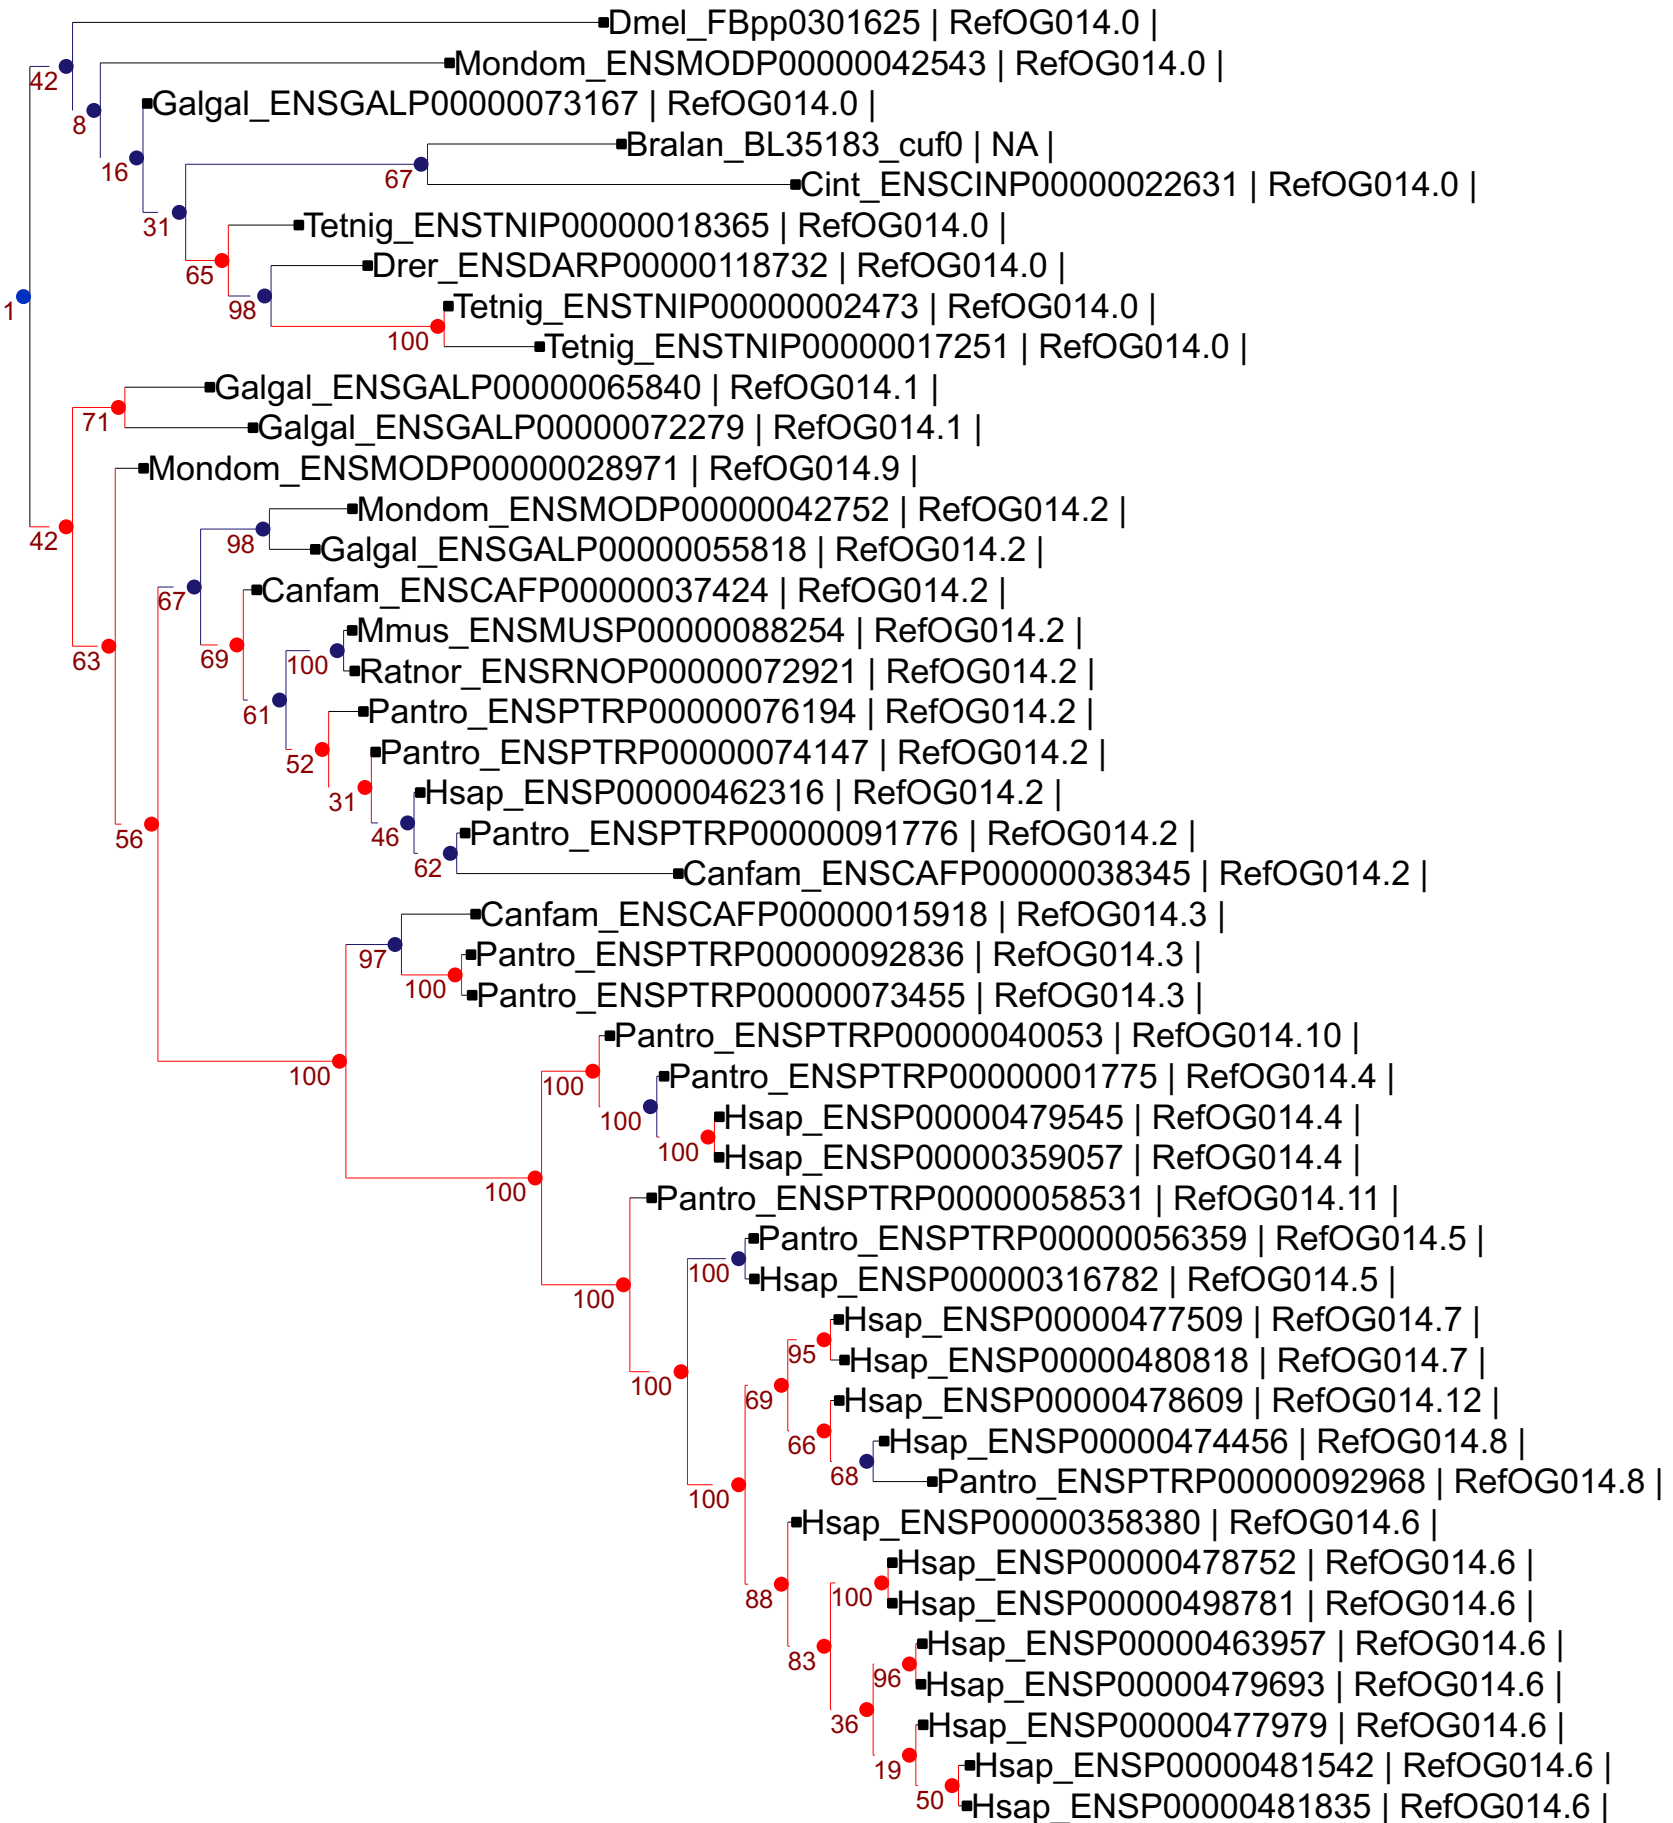 Dmel_FBpp0301625 | RefOG014.0 |
42
Mondom_ENSMODP00000042543 | RefOG014.0 |
8
Galgal_ENSGALP00000073167 | RefOG014.0 |
16
Bralan_BL35183_cuf0 | NA |
67
Cint_ENSCINP00000022631 | RefOG014.0 |
31
Tetnig_ENSTNIP00000018365 | RefOG014.0 |
65
Drer_ENSDARP00000118732 | RefOG014.0 |
98
1
Tetnig_ENSTNIP00000002473 | RefOG014.0 |
100
Tetnig_ENSTNIP00000017251 | RefOG014.0 |
Galgal_ENSGALP00000065840 | RefOG014.1 |
71
Galgal_ENSGALP00000072279 | RefOG014.1 |
Mondom_ENSMODP00000028971 | RefOG014.9 |
Mondom_ENSMODP00000042752 | RefOG014.2 |
42
98
Galgal_ENSGALP00000055818 | RefOG014.2 |
Canfam_ENSCAFP00000037424 | RefOG014.2 |
67
Mmus_ENSMUSP00000088254 | RefOG014.2 |
63
69
100
Ratnor_ENSRNOP00000072921 | RefOG014.2 |
61
Pantro_ENSPTRP00000076194 | RefOG014.2 |
52
Pantro_ENSPTRP00000074147 | RefOG014.2 |
31
Hsap_ENSP00000462316 | RefOG014.2 |
56
46
Pantro_ENSPTRP00000091776 | RefOG014.2 |
62
Canfam_ENSCAFP00000038345 | RefOG014.2 |
Canfam_ENSCAFP00000015918 | RefOG014.3 |
97
Pantro_ENSPTRP00000092836 | RefOG014.3 |
100
Pantro_ENSPTRP00000073455 | RefOG014.3 |
Pantro_ENSPTRP00000040053 | RefOG014.10 |
100
100
Pantro_ENSPTRP00000001775 | RefOG014.4 |
100
Hsap_ENSP00000479545 | RefOG014.4 |
100
Hsap_ENSP00000359057 | RefOG014.4 |
100
Pantro_ENSPTRP00000058531 | RefOG014.11 |
Pantro_ENSPTRP00000056359 | RefOG014.5 |
100
Hsap_ENSP00000316782 | RefOG014.5 |
100
Hsap_ENSP00000477509 | RefOG014.7 |
95
Hsap_ENSP00000480818 | RefOG014.7 |
100
69
Hsap_ENSP00000478609 | RefOG014.12 |
66
Hsap_ENSP00000474456 | RefOG014.8 |
68
Pantro_ENSPTRP00000092968 | RefOG014.8 |
100
Hsap_ENSP00000358380 | RefOG014.6 |
Hsap_ENSP00000478752 | RefOG014.6 |
88
100
Hsap_ENSP00000498781 | RefOG014.6 |
Hsap_ENSP00000463957 | RefOG014.6 |
83
96
Hsap_ENSP00000479693 | RefOG014.6 |
36
Hsap_ENSP00000477979 | RefOG014.6 |
19
Hsap_ENSP00000481542 | RefOG014.6 |
50
Hsap_ENSP00000481835 | RefOG014.6 |